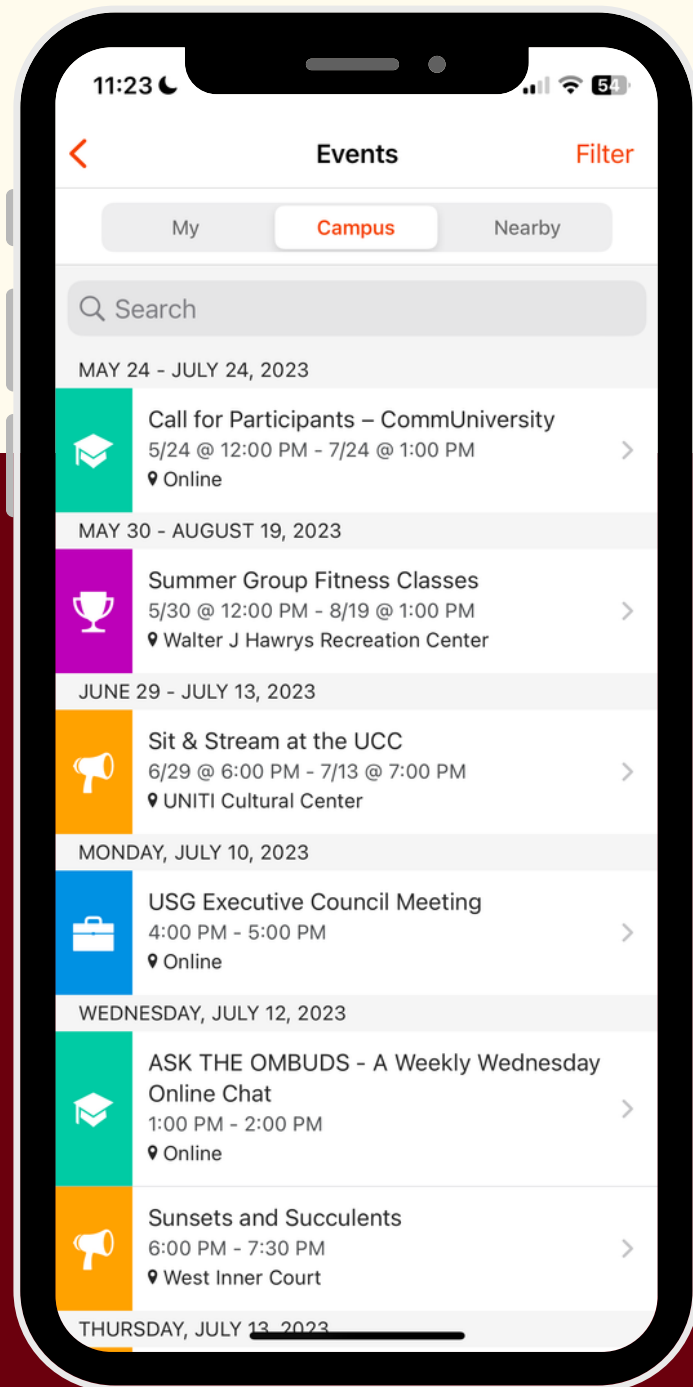 11:23
54
Events
Filter
My
Campus
Nearby
Search
MAY 24 - JULY 24, 2023
Call for Participants – CommUniversity
5/24 @ 12:00 PM - 7/24 @ 1:00 PM
Online
MAY 30 - AUGUST 19, 2023
Summer Group Fitness Classes
5/30 @ 12:00 PM - 8/19 @ 1:00 PM
Walter J Hawrys Recreation Center
JUNE 29 - JULY 13, 2023
Sit & Stream at the UCC
6/29 @ 6:00 PM - 7/13 @ 7:00 PM
UNITI Cultural Center
MONDAY, JULY 10, 2023
USG Executive Council Meeting
4:00 PM - 5:00 PM
Online
WEDNESDAY, JULY 12, 2023
ASK THE OMBUDS - A Weekly Wednesday
Online Chat
1:00 PM - 2:00 PM
Online
Sunsets and Succulents
6:00 PM - 7:30 PM
West Inner Court
THURSDAY, JULY 13, 2023